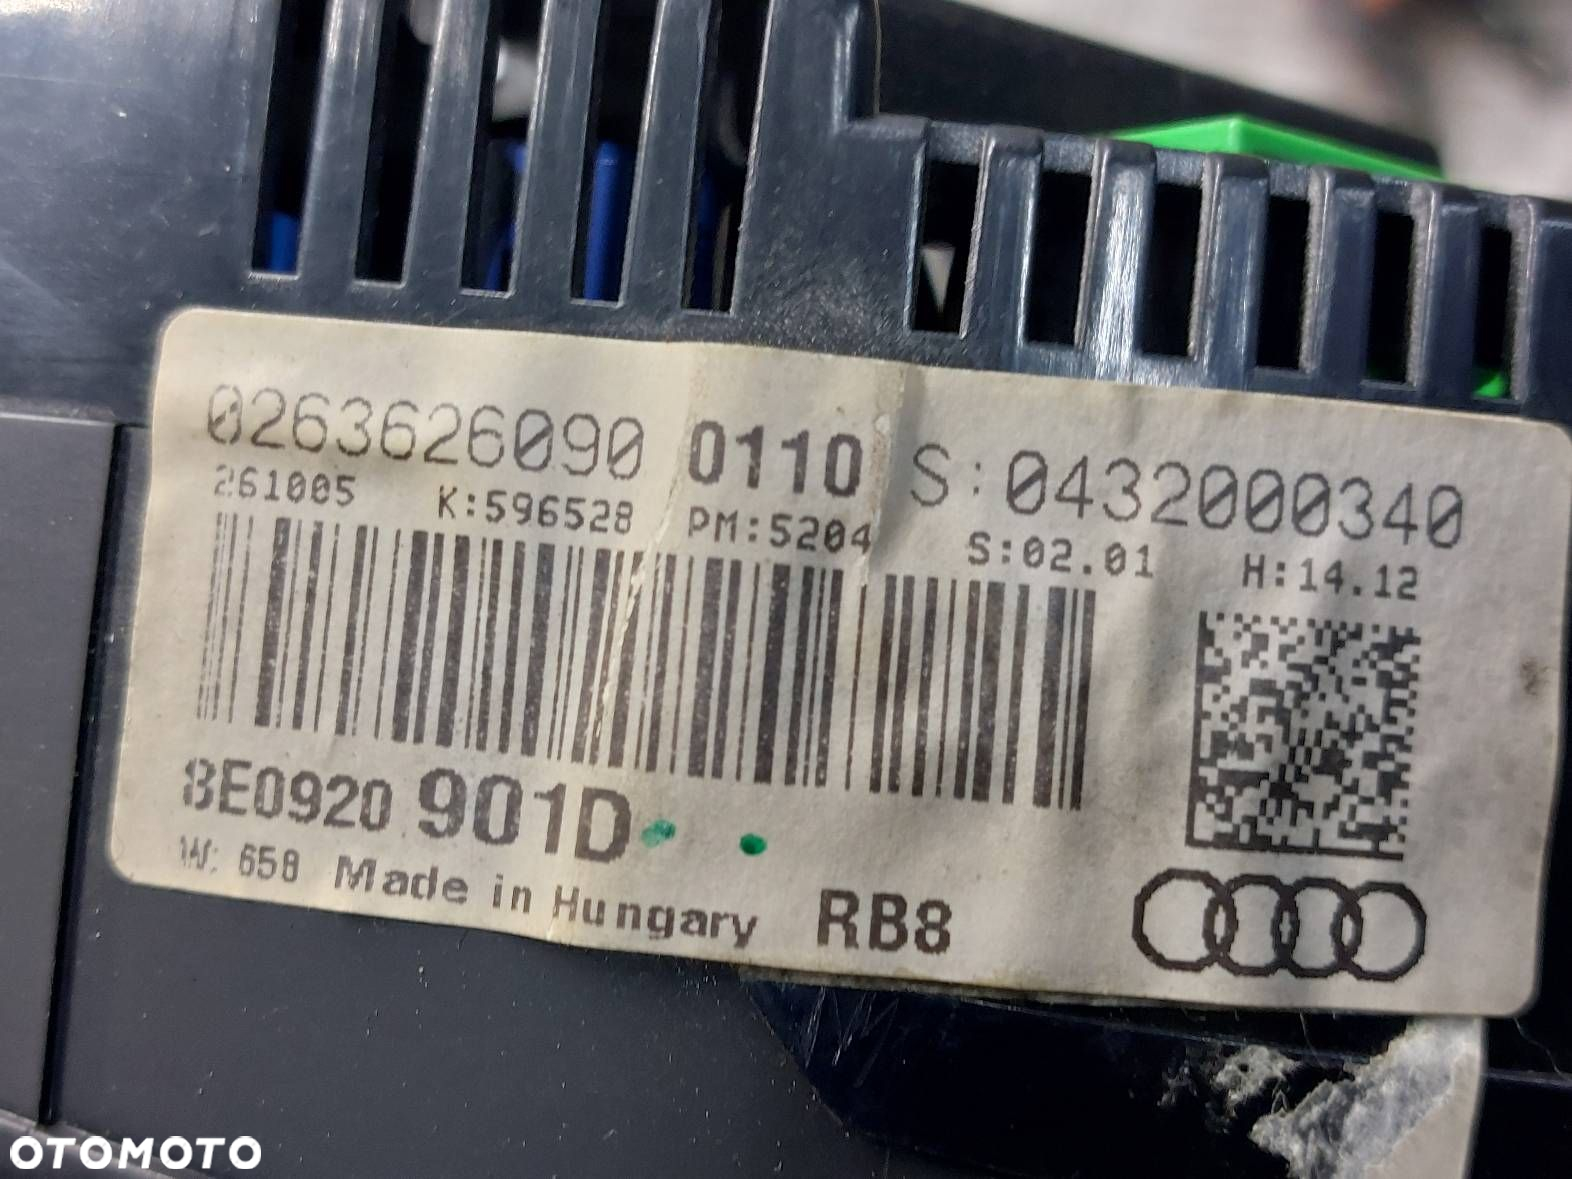 0263626090 0110 S:0432000340
261005 K:596528 PM:5204 S:02.01 H:14.12
8E0920 901D
W: 658 Made in Hungary RB8
OTOMOTO